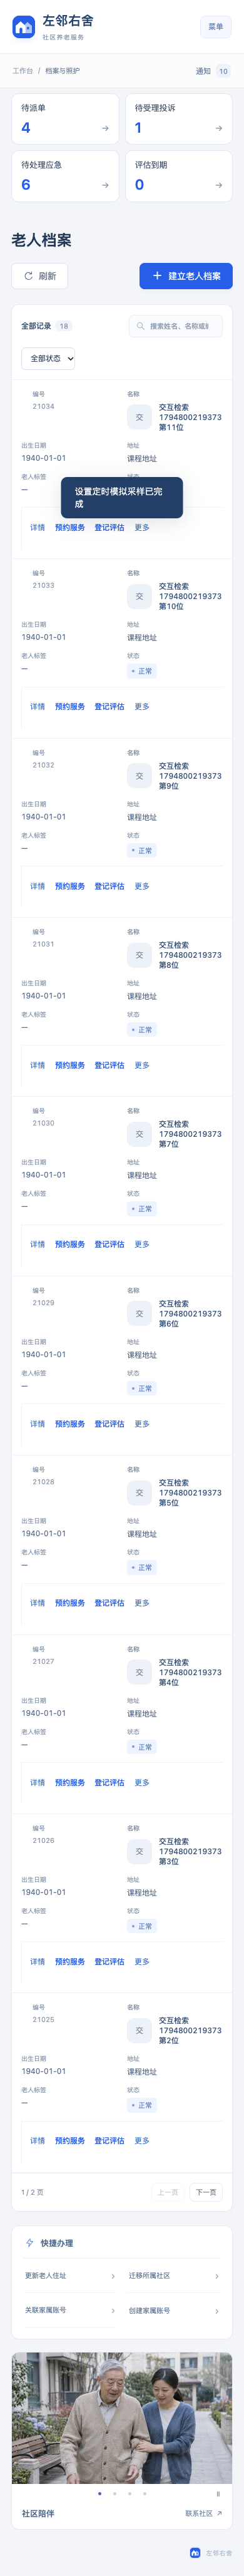 左邻右舍
社区养老服务
菜单
工作台 / 档案与照护
通知 10
待派单
4
待受理投诉
1
待处理应急
6
评估到期
0
老人档案
刷新
建立老人档案
全部记录 18
搜索姓名、名称或
全部状态
编号
21034
名称
交
交互检索
1794800219373
第11位
出生日期
1940-01-01
地址
课程地址
老人标签
—
设置定时模拟采样已完
成
详情 预约服务 登记评估 更多
编号
21033
名称
交
交互检索
1794800219373
第10位
出生日期
1940-01-01
地址
课程地址
老人标签
—
状态
正常
详情 预约服务 登记评估 更多
编号
21032
名称
交
交互检索
1794800219373
第9位
出生日期
1940-01-01
地址
课程地址
老人标签
—
状态
正常
详情 预约服务 登记评估 更多
编号
21031
名称
交
交互检索
1794800219373
第8位
出生日期
1940-01-01
地址
课程地址
老人标签
—
状态
正常
详情 预约服务 登记评估 更多
编号
21030
名称
交
交互检索
1794800219373
第7位
出生日期
1940-01-01
地址
课程地址
老人标签
—
状态
正常
详情 预约服务 登记评估 更多
编号
21029
名称
交
交互检索
1794800219373
第6位
出生日期
1940-01-01
地址
课程地址
老人标签
—
状态
正常
详情 预约服务 登记评估 更多
编号
21028
名称
交
交互检索
1794800219373
第5位
出生日期
1940-01-01
地址
课程地址
老人标签
—
状态
正常
详情 预约服务 登记评估 更多
编号
21027
名称
交
交互检索
1794800219373
第4位
出生日期
1940-01-01
地址
课程地址
老人标签
—
状态
正常
详情 预约服务 登记评估 更多
编号
21026
名称
交
交互检索
1794800219373
第3位
出生日期
1940-01-01
地址
课程地址
老人标签
—
状态
正常
详情 预约服务 登记评估 更多
编号
21025
名称
交
交互检索
1794800219373
第2位
出生日期
1940-01-01
地址
课程地址
老人标签
—
状态
正常
详情 预约服务 登记评估 更多
1 / 2 页
上一页
下一页
快捷办理
更新老人住址
迁移所属社区
关联家属账号
创建家属账号
社区陪伴
联系社区
左邻右舍